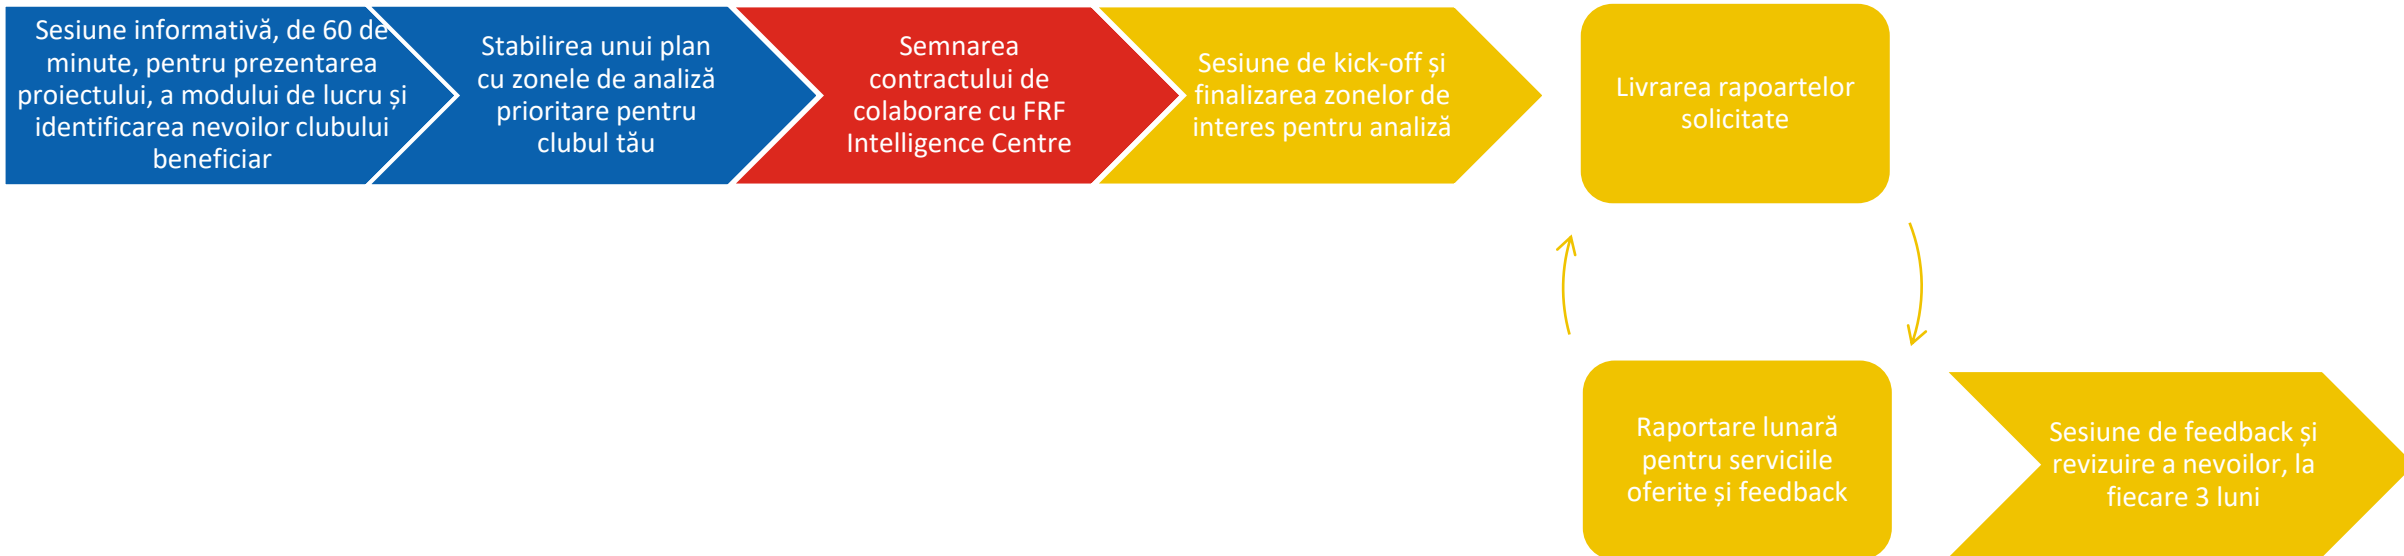 Sesiune informativă, de 60 de
minute, pentru prezentarea
proiectului, a modului de lucru și
identificarea nevoilor clubului
beneficiar
Stabilirea unui plan
cu zonele de analiză
prioritare pentru
clubul tău
Semnarea
contractului de
colaborare cu FRF
Intelligence Centre
Sesiune de kick-off și
finalizarea zonelor de
interes pentru analiză
Livrarea rapoartelor
solicitate
Raportare lunară
pentru serviciile
oferite și feedback
Sesiune de feedback și
revizuire a nevoilor, la
fiecare 3 luni